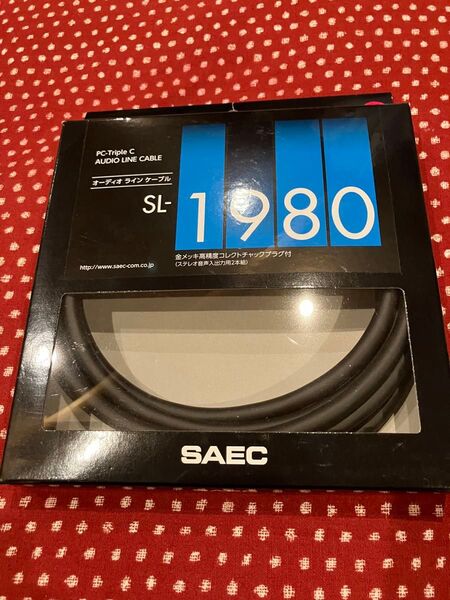 PC-Triple C
AUDIO LINE CABLE
オーディオ ライン ケーブル
SL-1980
金メッキ高精度コレクトチャックプラグ付
(ステレオ音声入出力用2本組)
http://www.saec-com.co.jp
SAEC